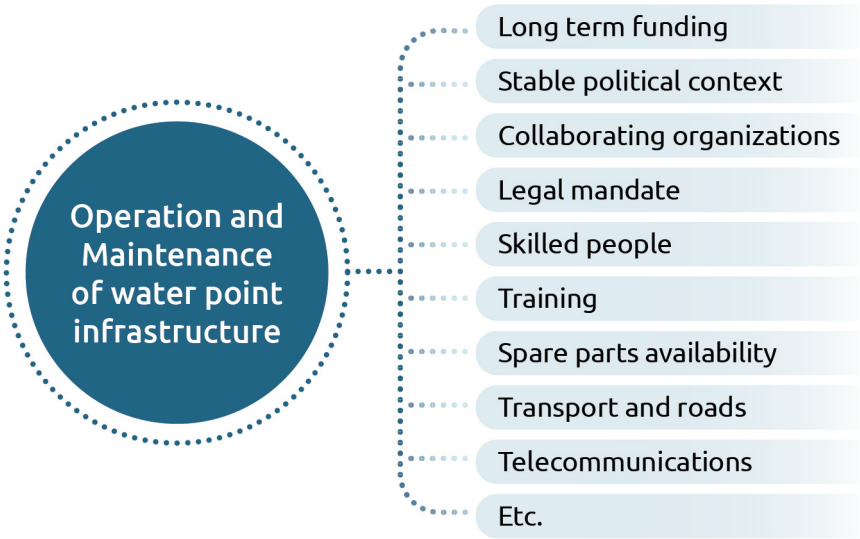 Operation and
Maintenance
of water point
infrastructure
Long term funding
Stable political context
Collaborating organizations
Legal mandate
Skilled people
Training
Spare parts availability
Transport and roads
Telecommunications
Etc.